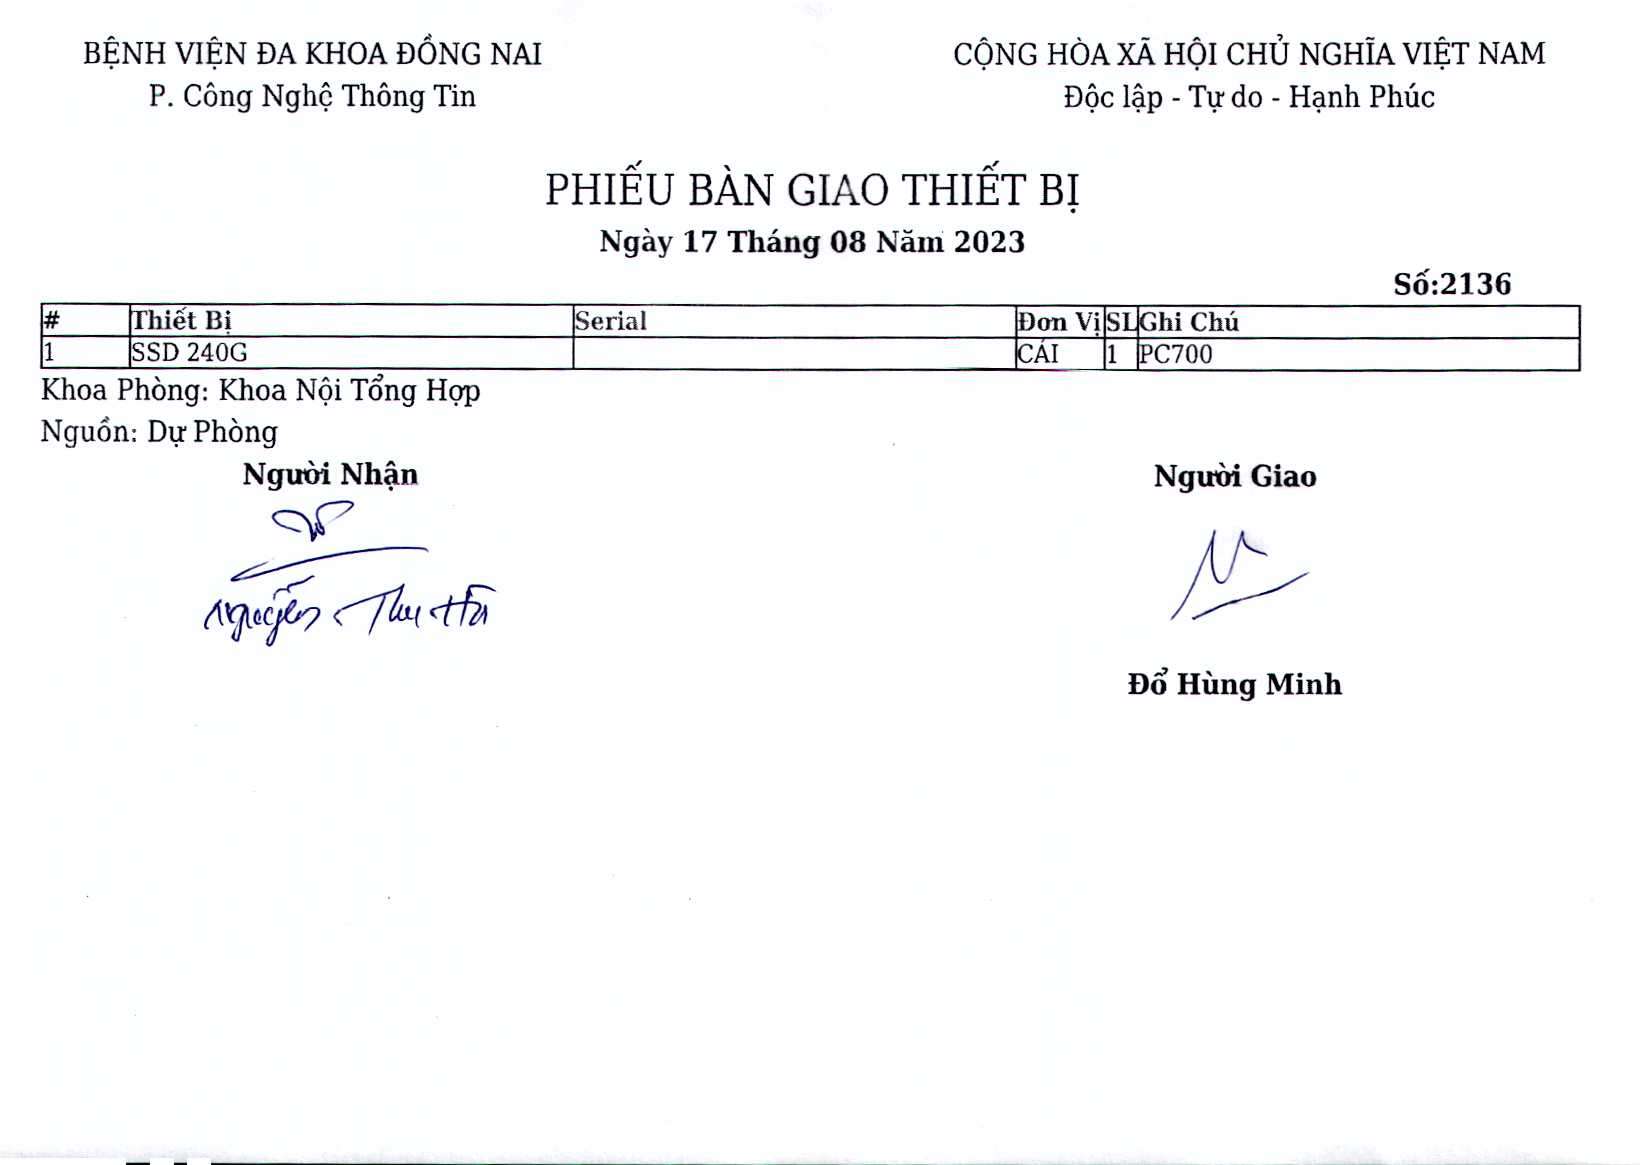 BỆNH VIỆN ĐA KHOA ĐỒNG NAI
P. Công Nghệ Thông Tin
CỘNG HÒA XÃ HỘI CHỦ NGHĨA VIỆT NAM
Độc lập - Tự do - Hạnh Phúc
PHIẾU BÀN GIAO THIẾT BỊ
Ngày 17 Tháng 08 Năm 2023
Số:2136
# Thiết Bị Serial Đơn Vị SL Ghi Chú
1 SSD 240G CÁI 1 PC700
Khoa Phòng: Khoa Nội Tổng Hợp
Nguồn: Dự Phòng
Người Nhận
Nguyễn Thu Hà
Người Giao
Đổ Hùng Minh